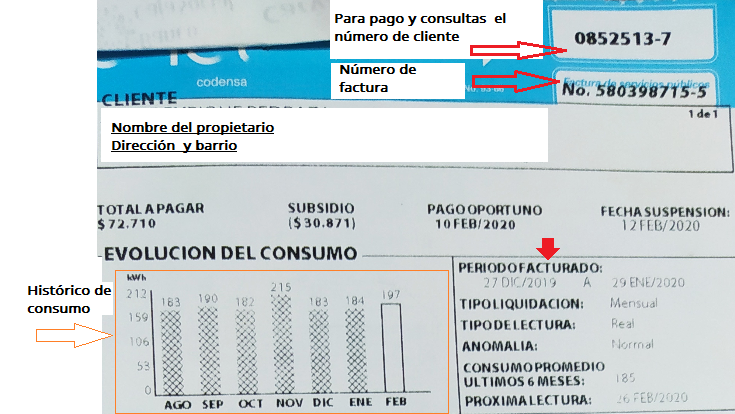 Para pago y consultas el
número de cliente
0852513-7
Número de
factura
codensa
Factura de servicios públicos
No. 580398715-5
CLIENTE
1 de 1
Nombre del propietario
Dirección y barrio
TOTAL A PAGAR
$ 72.710
SUBSIDIO
($ 30.871)
PAGO OPORTUNO
10 FEB/2020
FECHA SUSPENSION:
12 FEB/2020
EVOLUCION DEL CONSUMO
Histórico de
consumo
kWh
212
159
106
53
0
183 190 182 215 183 184 197
AGO SEP OCT NOV DIC ENE FEB
PERIODO FACTURADO:
27 DIC/2019 A 29 ENE/2020
TIPO LIQUIDACION: Mensual
TIPO DE LECTURA: Real
ANOMALIA: Normal
CONSUMO PROMEDIO
ULTIMOS 6 MESES: 185
PROXIMA LECTURA: 26 FEB/2020